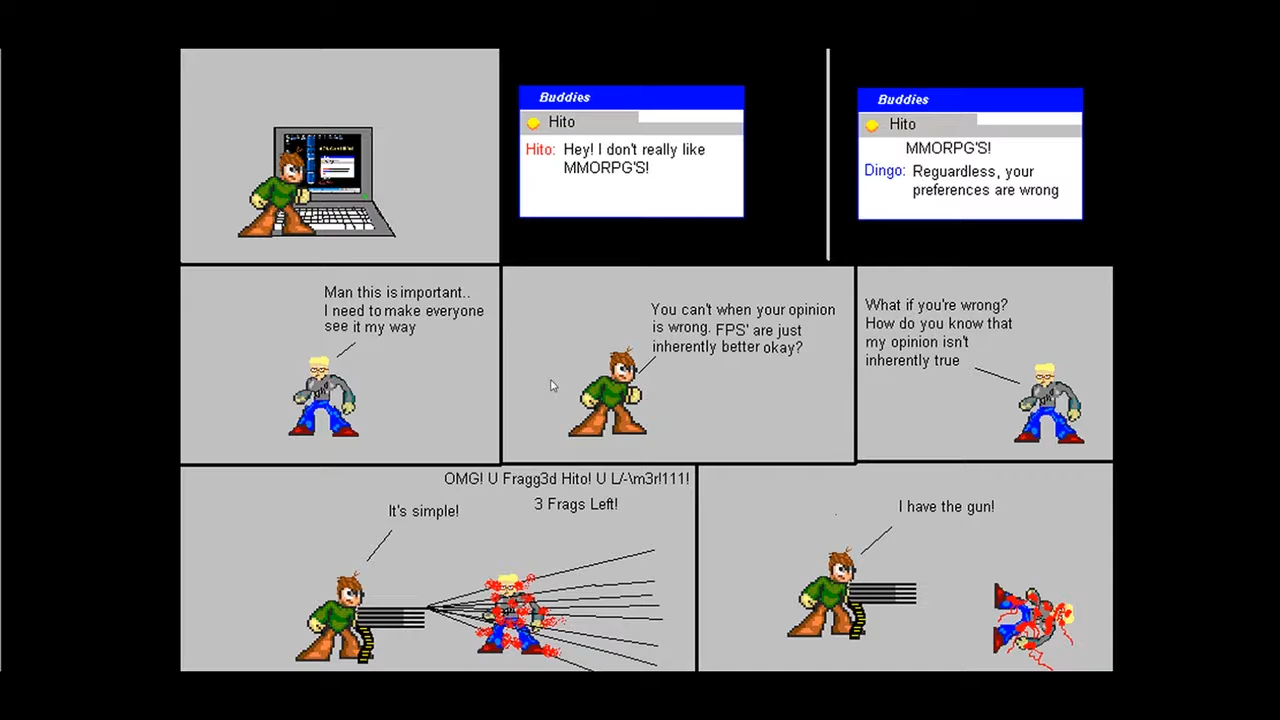 Buddies
Hito
Hito: Hey! I don't really like
MMORPG'S!
Buddies
Hito
MMORPG'S!
Dingo: Reguardless, your
preferences are wrong
Man this is important..
I need to make everyone
see it my way
You can't when your opinion
is wrong. FPS' are just
inherently better okay?
What if you're wrong?
How do you know that
my opinion isn't
inherently true
OMG! U Fragg3d Hito! U L/-\m3r!111!
3 Frags Left!
It's simple!
I have the gun!